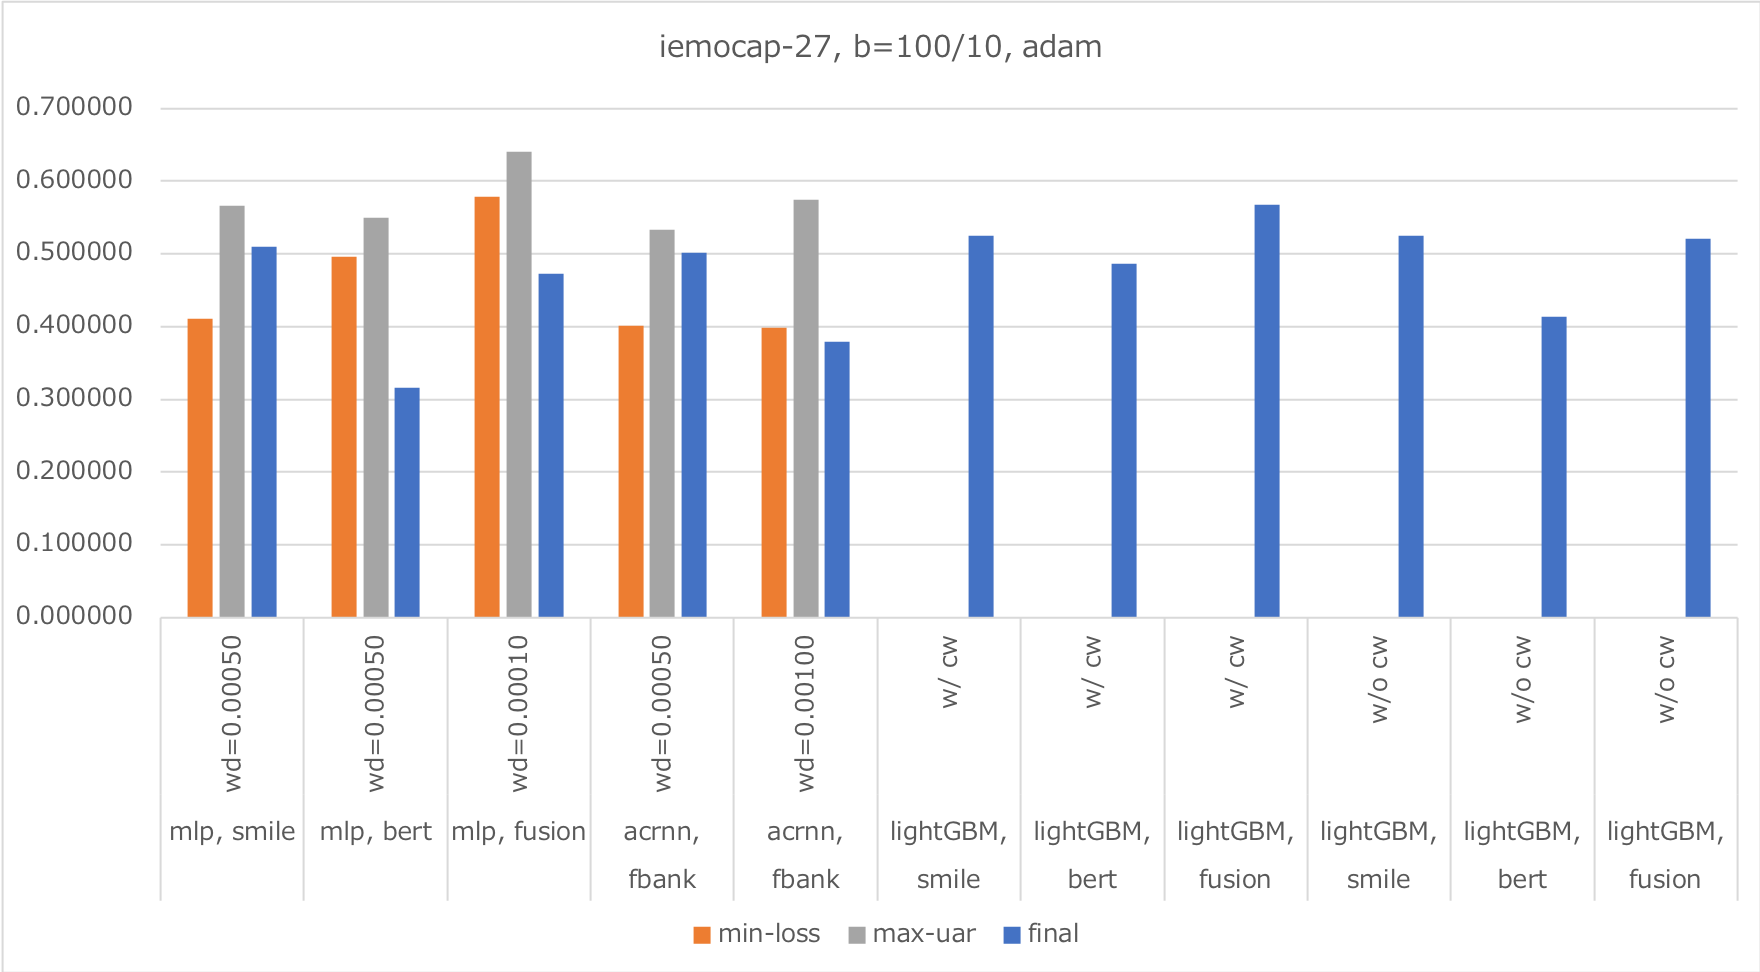 iemocap-27, b=100/10, adam
0.700000
0.600000
0.500000
0.400000
0.300000
0.200000
0.100000
0.000000
wd=0.00050
wd=0.00050
wd=0.00010
wd=0.00050
wd=0.00100
w/ cw
w/ cw
w/ cw
w/o cw
w/o cw
w/o cw
mlp, smile
mlp, bert
mlp, fusion
acrnn,
fbank
acrnn,
fbank
lightGBM,
smile
lightGBM,
bert
lightGBM,
fusion
lightGBM,
smile
lightGBM,
bert
lightGBM,
fusion
min-loss
max-uar
final